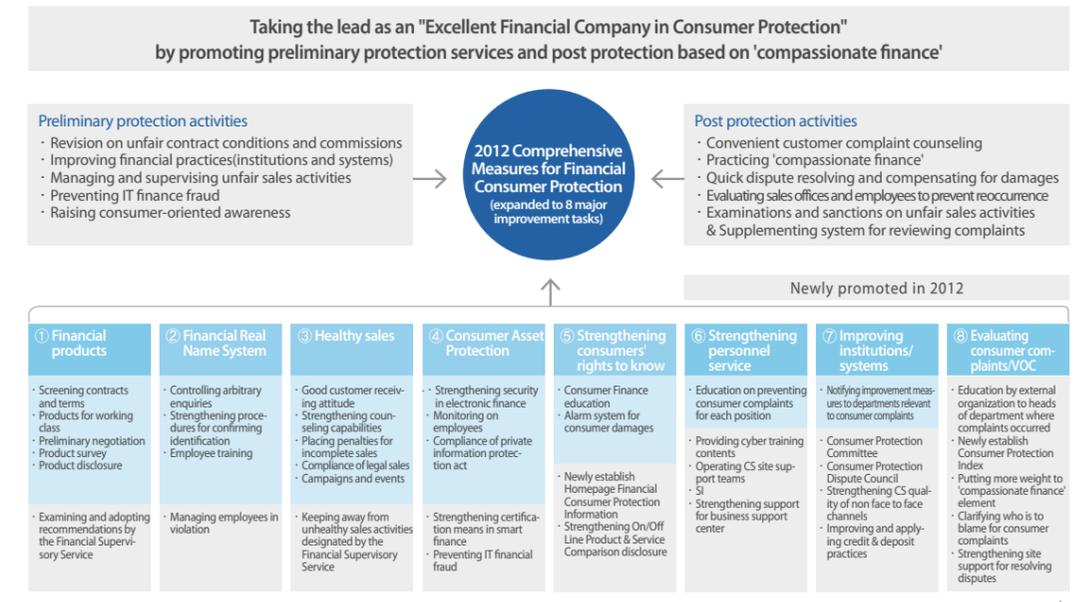 Taking the lead as an "Excellent Financial Company in Consumer Protection"
by promoting preliminary protection services and post protection based on 'compassionate finance'
Preliminary protection activities
· Revision on unfair contract conditions and commissions
· Improving financial practices(institutions and systems)
· Managing and supervising unfair sales activities
· Preventing IT finance fraud
· Raising consumer-oriented awareness
2012 Comprehensive
Measures for Financial
Consumer Protection
(expanded to 8 major
improvement tasks)
Post protection activities
· Convenient customer complaint counseling
· Practicing 'compassionate finance'
· Quick dispute resolving and compensating for damages
· Evaluating sales offices and employees to prevent reoccurrence
· Examinations and sanctions on unfair sales activities
& Supplementing system for reviewing complaints
Newly promoted in 2012
① Financial
products
· Screening contracts
and terms
· Products for working
class
· Preliminary negotiation
· Product survey
· Product disclosure
· Examining and adopting
recommendations by
the Financial Supervi-
sory Service
② Financial Real
Name System
· Controlling arbitrary
enquiries
· Strengthening proce-
dures for confirming
identification
· Employee training
· Managing employees in
violation
③ Healthy sales
· Good customer receiv-
ing attitude
· Strengthening coun-
seling capabilities
· Placing penalties for
incomplete sales
· Compliance of legal sales
· Campaigns and events
· Keeping away from
unhealthy sales activities
designated by the
Financial Supervisory
Service
④ Consumer Asset
Protection
· Strengthening security
in electronic finance
· Monitoring on
employees
· Compliance of private
information protec-
tion act
· Strengthening certifica-
tion means in smart
finance
· Preventing IT financial
fraud
⑤ Strengthening
consumers'
rights to know
· Consumer Finance
education
· Alarm system for
consumer damages
· Newly establish
Homepage Financial
Consumer Protection
Information
· Strengthening On/Off
Line Product & Service
Comparison disclosure
⑥ Strengthening
personnel
service
· Education on preventing
consumer complaints
for each position
· Providing cyber training
contents
· Operating CS site sup-
port teams
· SI
· Strengthening support
for business support
center
⑦ Improving
institutions/
systems
· Notifying improvement meas-
ures to departments relevant
to consumer complaints
· Consumer Protection
Committee
· Consumer Protection
Dispute Council
· Strengthening CS qual-
ity of non face to face
channels
· Improving and apply-
ing credit & deposit
practices
⑧ Evaluating
consumer com-
plaints/VOC
· Education by external
organization to heads
of department where
complaints occurred
· Newly establish
Consumer Protection
Index
· Putting more weight to
'compassionate finance'
element
· Clarifying who is to
blame for consumer
complaints
· Strengthening site
support for resolving
disputes